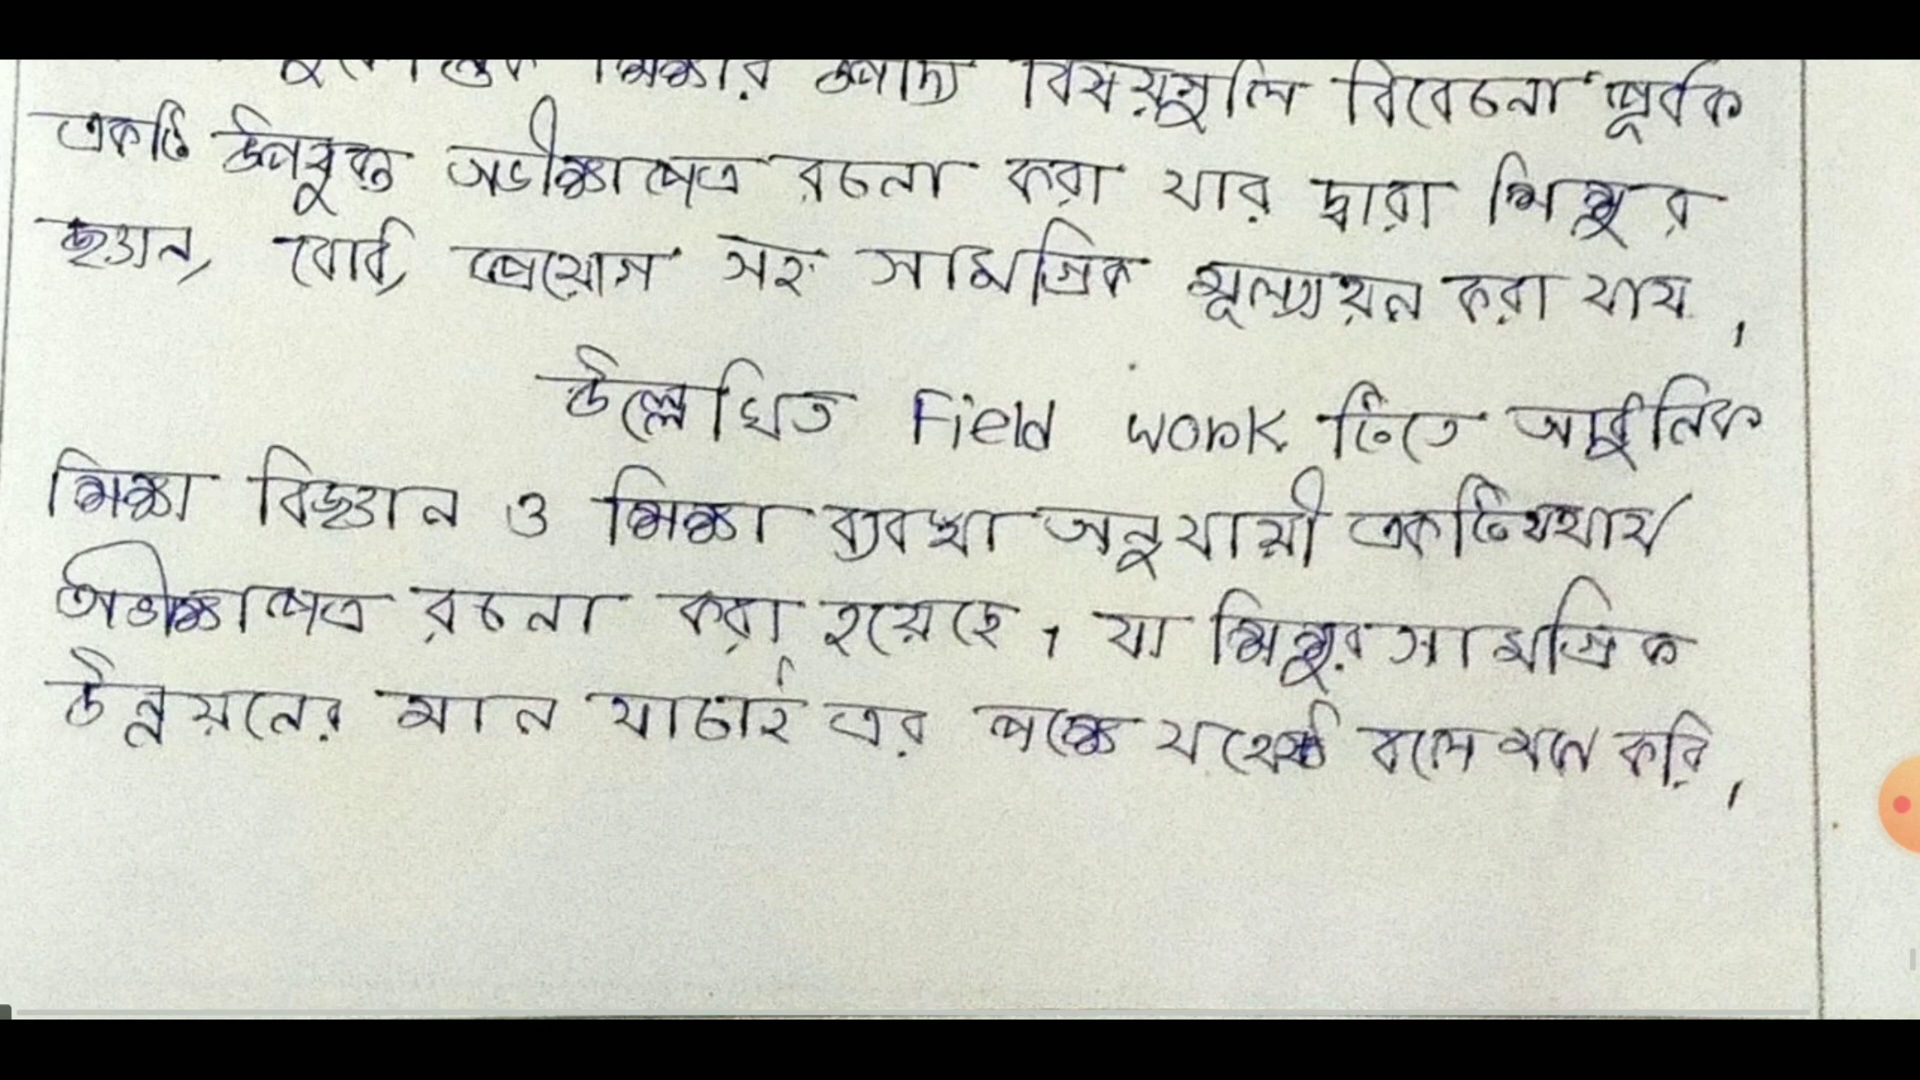 শিক্ষার জন্য বিষয়গুলি বিবেচনা পূর্বক
একটি উপযুক্ত অভীক্ষাপত্র রচনা করা যার দ্বারা শিশুর
জ্ঞান, বোধ, প্রয়োগ সহ সামগ্রিক মূল্যায়ন করা যায়।
উল্লেখিত Field work টিতে আধুনিক
শিক্ষা বিজ্ঞান ও শিক্ষা ব্যবস্থা অনুযায়ী একটি যথার্থ
অভীক্ষাপত্র রচনা করা হয়েছে। যা শিশুর সামগ্রিক
উন্নয়নের মান যাচাই এর পক্ষে যথেষ্ট বলে মনে করি।